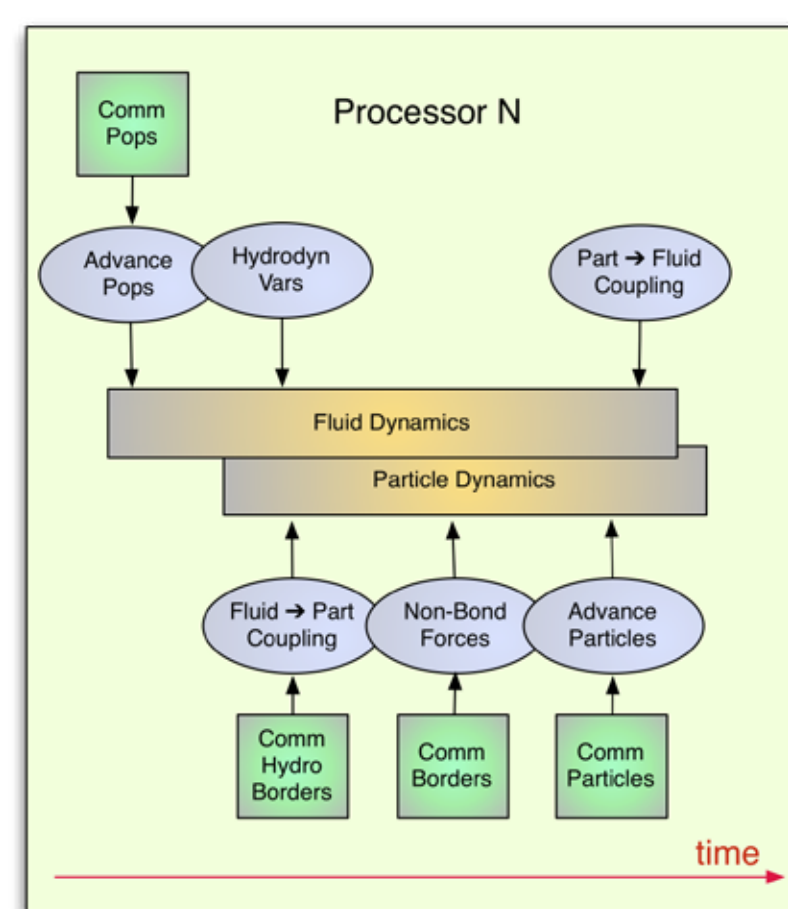 Comm
Pops
Processor N
Advance
Pops
Hydrodyn
Vars
Part ➔ Fluid
Coupling
Fluid Dynamics
Particle Dynamics
Fluid ➔ Part
Coupling
Non-Bond
Forces
Advance
Particles
Comm
Hydro
Borders
Comm
Borders
Comm
Particles
time